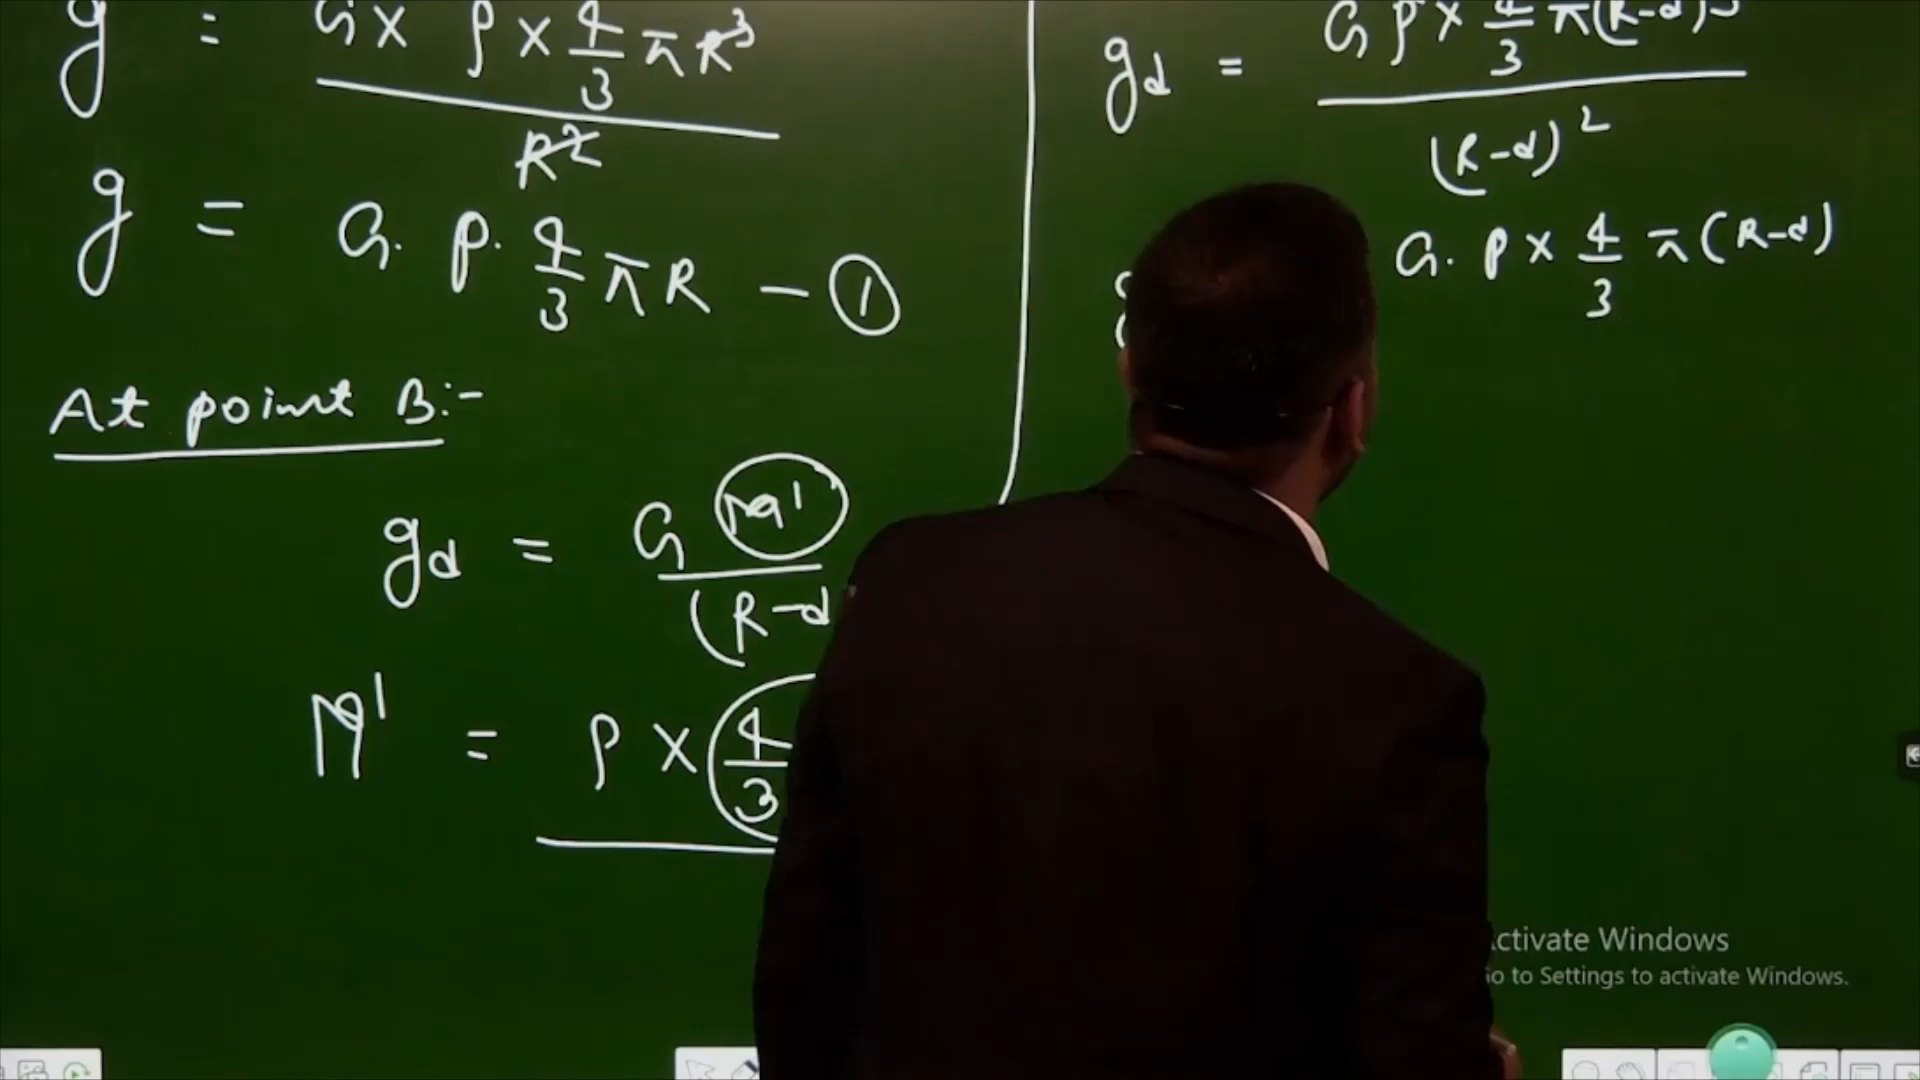 g = G × ρ × 4/3 π R³
R²
g = G. ρ. 4/3 π R — ①
At point B:-
gd = G M'
(R-d
M' = ρ × 4/3
gd = G ρ × 4/3 π (R-d)³
(R-d)²
G. ρ × 4/3 π (R-d)
Activate Windows
Go to Settings to activate Windows.